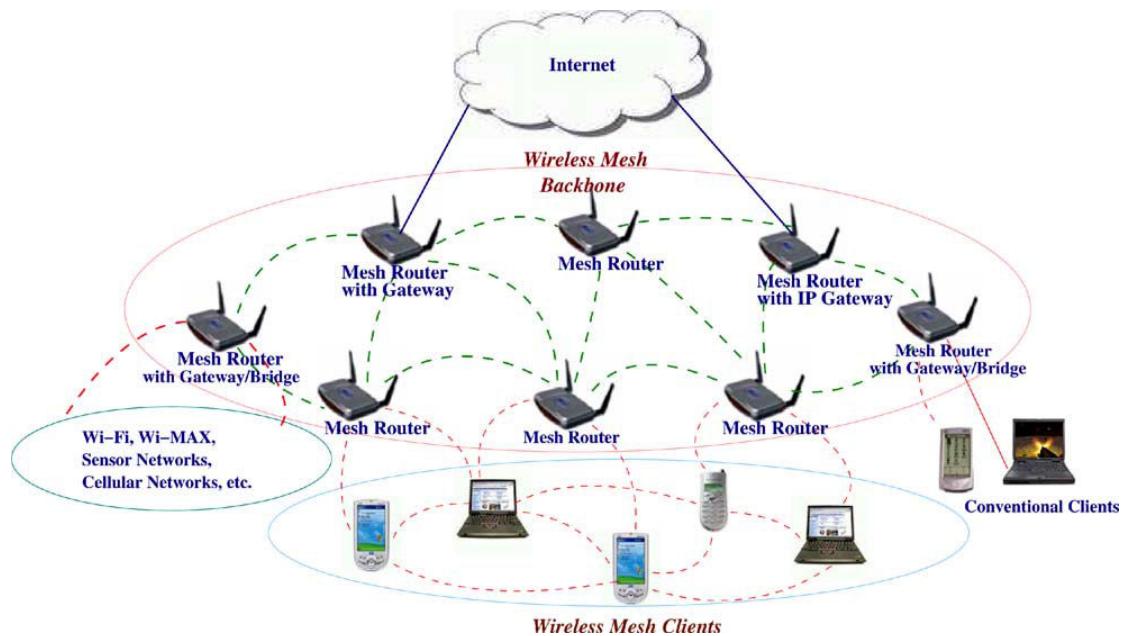 Internet
Wireless Mesh
Backbone
Mesh Router
with Gateway
Mesh Router
Mesh Router
with IP Gateway
Mesh Router
with Gateway/Bridge
Mesh Router
with Gateway/Bridge
Mesh Router
Mesh Router
Mesh Router
Wi-Fi, Wi-MAX,
Sensor Networks,
Cellular Networks, etc.
Conventional Clients
Wireless Mesh Clients